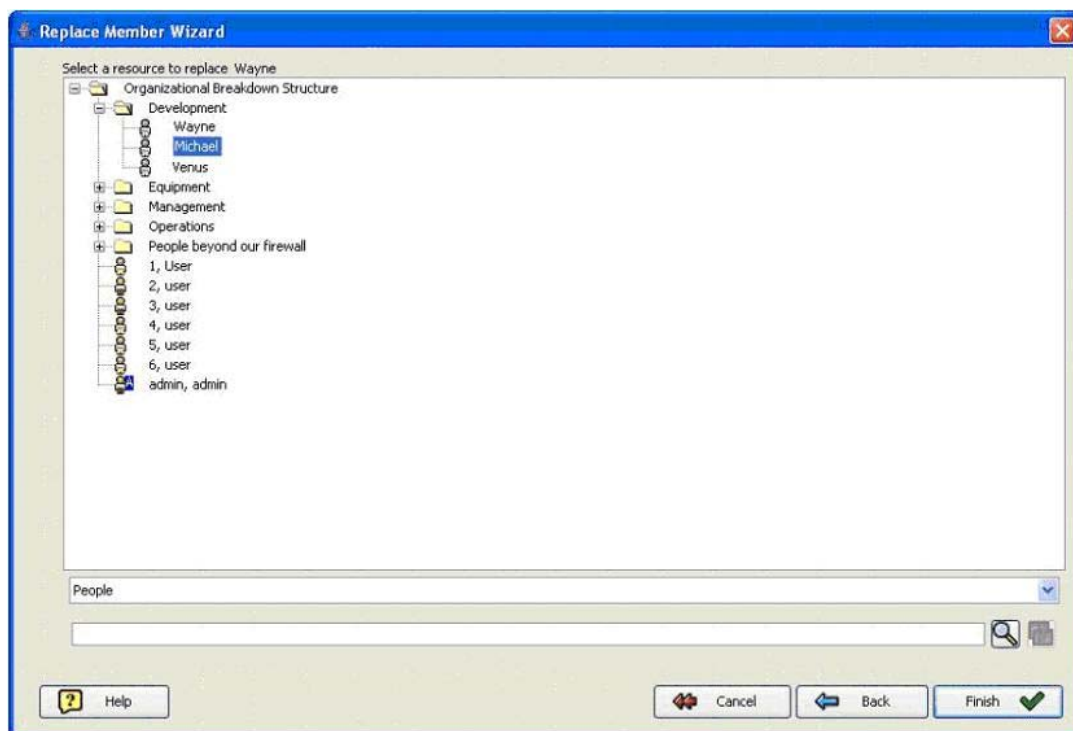 Replace Member Wizard
Select a resource to replace Wayne
Organizational Breakdown Structure
Development
Wayne
Michael
Venus
Equipment
Management
Operations
People beyond our firewall
1, User
2, user
3, user
4, user
5, user
6, user
A admin, admin
People
? Help
Cancel
Back
Finish